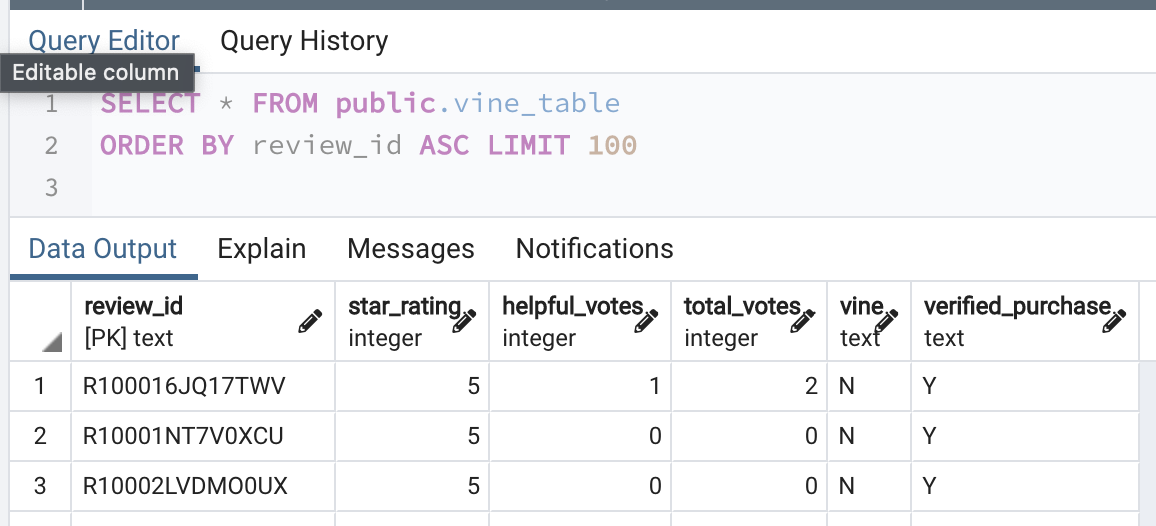 Query Editor Query History
Editable column
1 SELECT * FROM public.vine_table
2 ORDER BY review_id ASC LIMIT 100
3
Data Output Explain Messages Notifications
review_id star_rating helpful_votes total_votes vine verified_purchase
[PK] text integer integer integer text text
1 R100016JQ17TWV 5 1 2 N Y
2 R10001NT7V0XCU 5 0 0 N Y
3 R10002LVDMO0UX 5 0 0 N Y